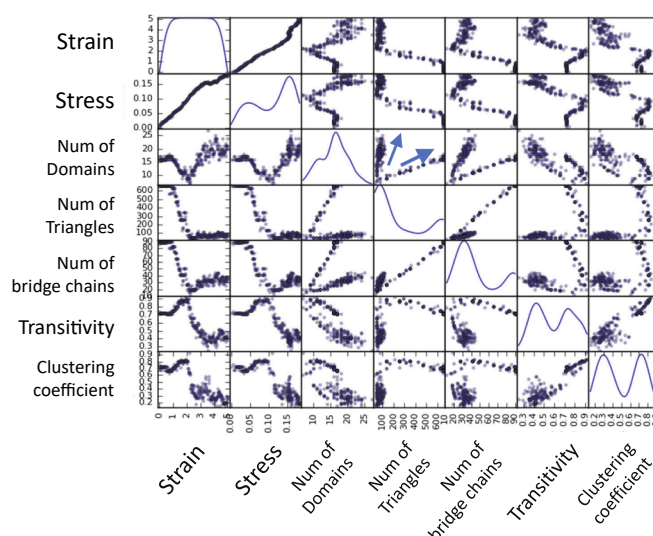 Strain
5
4
3
2
1
0
Stress
0.15
0.10
0.05
0.00
Num of
Domains
25
20
15
10
Num of
Triangles
600
500
400
300
200
100
Num of
bridge chains
90
80
70
60
50
40
30
20
Transitivity
0.9
0.8
0.7
0.6
0.5
0.4
0.3
Clustering
coefficient
0.9
0.8
0.7
0.6
0.5
0.4
0.3
0.2
0 1 2 3 4 5
0.00 0.05 0.10 0.15
10 15 20 25
100 200 300 400 500 600
10 20 30 40 50 60 70 80 90
0.3 0.4 0.5 0.6 0.7 0.8 0.9
0.2 0.3 0.4 0.5 0.6 0.7 0.8
Strain
Stress
Num of
Domains
Num of
Triangles
Num of
bridge chains
Transitivity
Clustering
coefficient